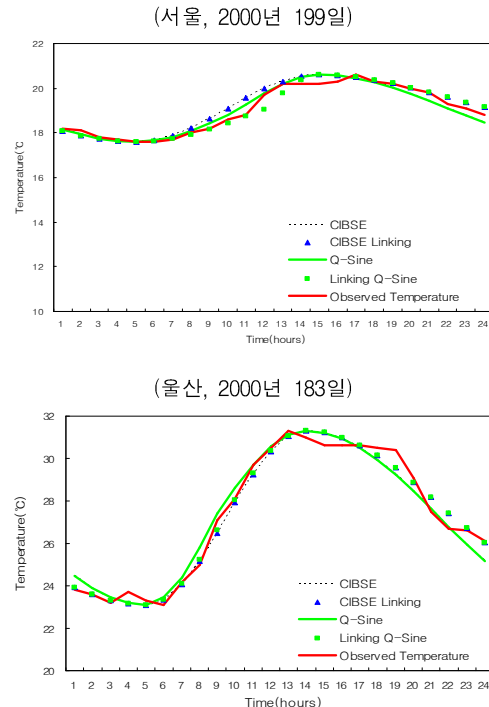 (서울, 2000년 199일)
Temperature(℃
22
20
18
16
14
12
10
CIBSE
CIBSE Linking
Q-Sine
Linking Q-Sine
Observed Temperature
1 2 3 4 5 6 7 8 9 10 11 12 13 14 15 16 17 18 19 20 21 22 23 24
Time(hours)
(울산, 2000년 183일)
Temperature(℃)
32
30
28
26
24
22
20
CIBSE
CIBSE Linking
Q-Sine
Linking Q-Sine
Observed Temperature
1 2 3 4 5 6 7 8 9 10 11 12 13 14 15 16 17 18 19 20 21 22 23 24
Time(hours)